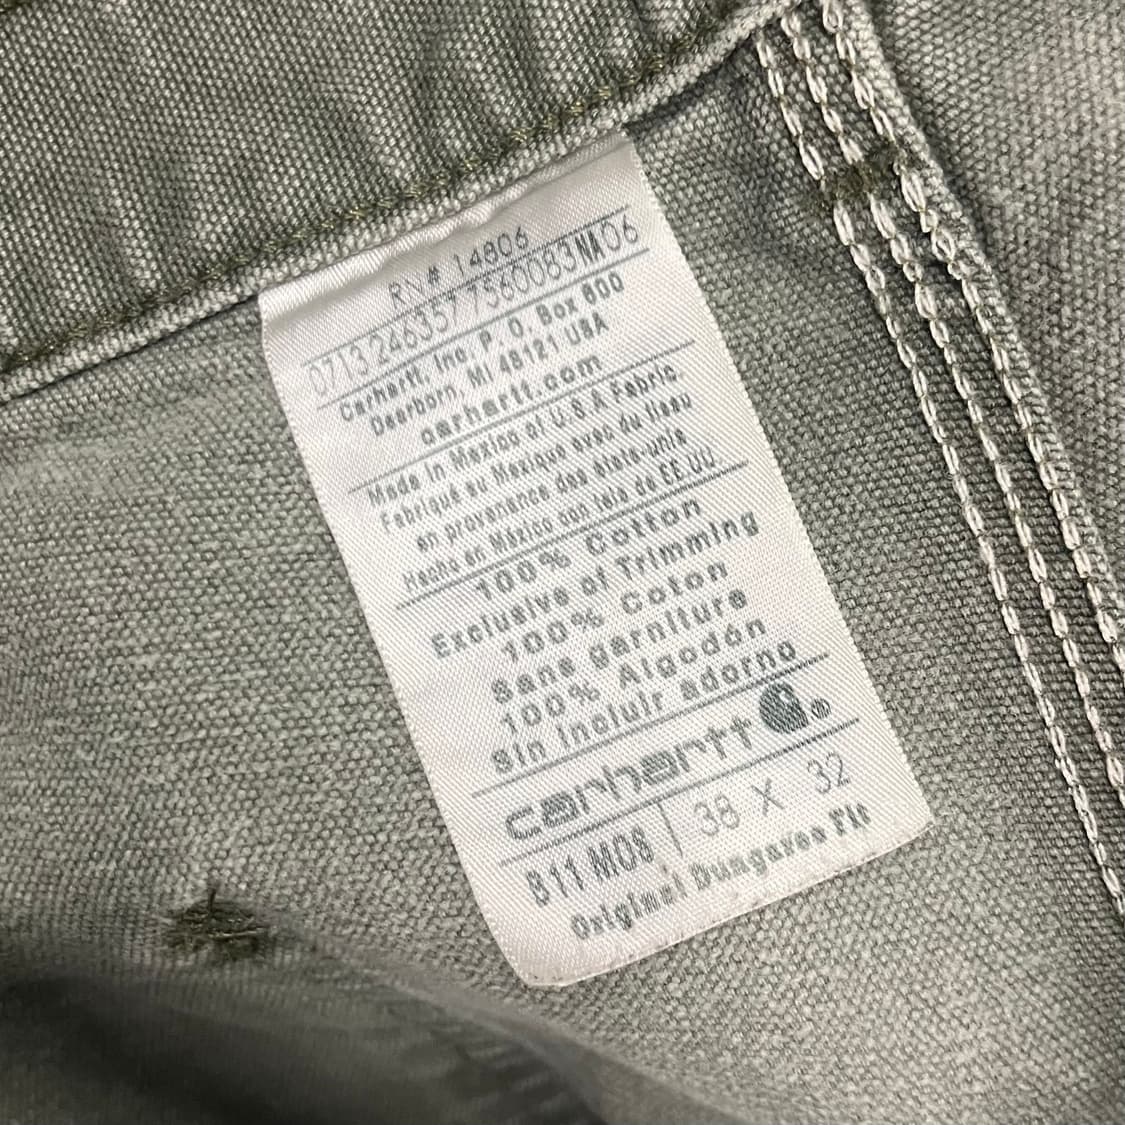 RN# 14806
0713 2463577560083NA06
Carhartt, Inc. P. O. Box 600
Dearborn, MI 48121 USA
carhartt.com
Made in Mexico of U.S.A Fabric
Fabriqué au Mexique avec du tissu
en provenance des états-unis
Hecho en México con tela de EE.UU
100% Cotton
Exclusive of Trimming
100% Coton
Sans garniture
100% Algodón
Sin incluir adorno
carhartt C®
B11 MOS 38 X 32
Original Dungaree Fit